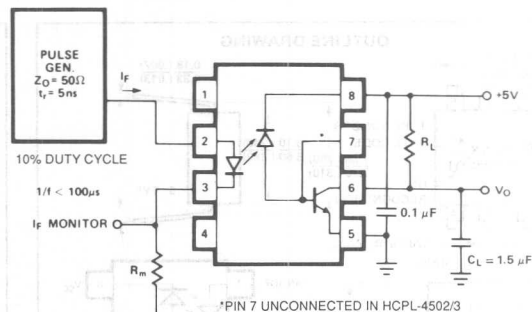 PULSE
GEN.
Z_O = 50Ω
t_r = 5ns
I_F
10% DUTY CYCLE
1/f < 100μs
I_F MONITOR
R_m
1
2
3
4
8
7
6
5
*
+5V
R_L
V_O
0.1 μF
C_L = 1.5 μF
*PIN 7 UNCONNECTED IN HCPL-4502/3
OUTLINE DRAWING